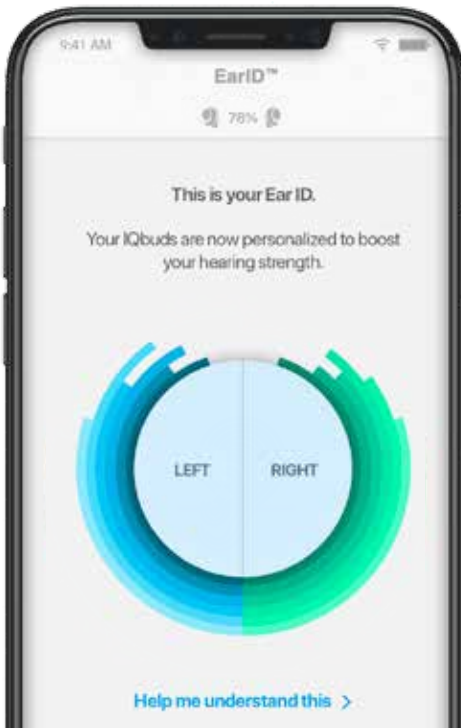 9:41 AM
EarID™
78%
This is your Ear ID.
Your IQbuds are now personalized to boost
your hearing strength.
LEFT
RIGHT
Help me understand this >